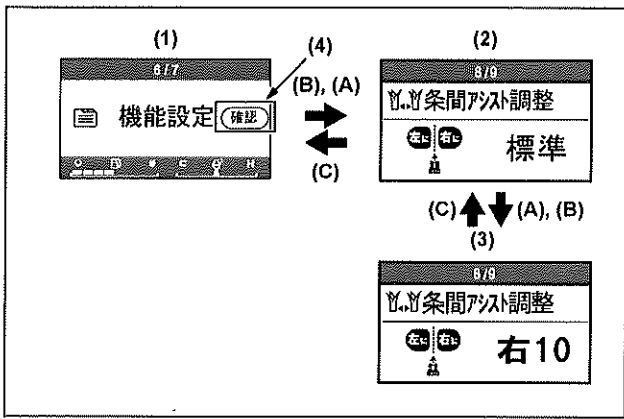 (1)
6/7
機能設定 確認
(4)
(B), (A)
(C)
(2)
8/9
条間アシスト調整
左に 右に
標準
(C) (A), (B)
(3)
8/9
条間アシスト調整
左に 右に
右10